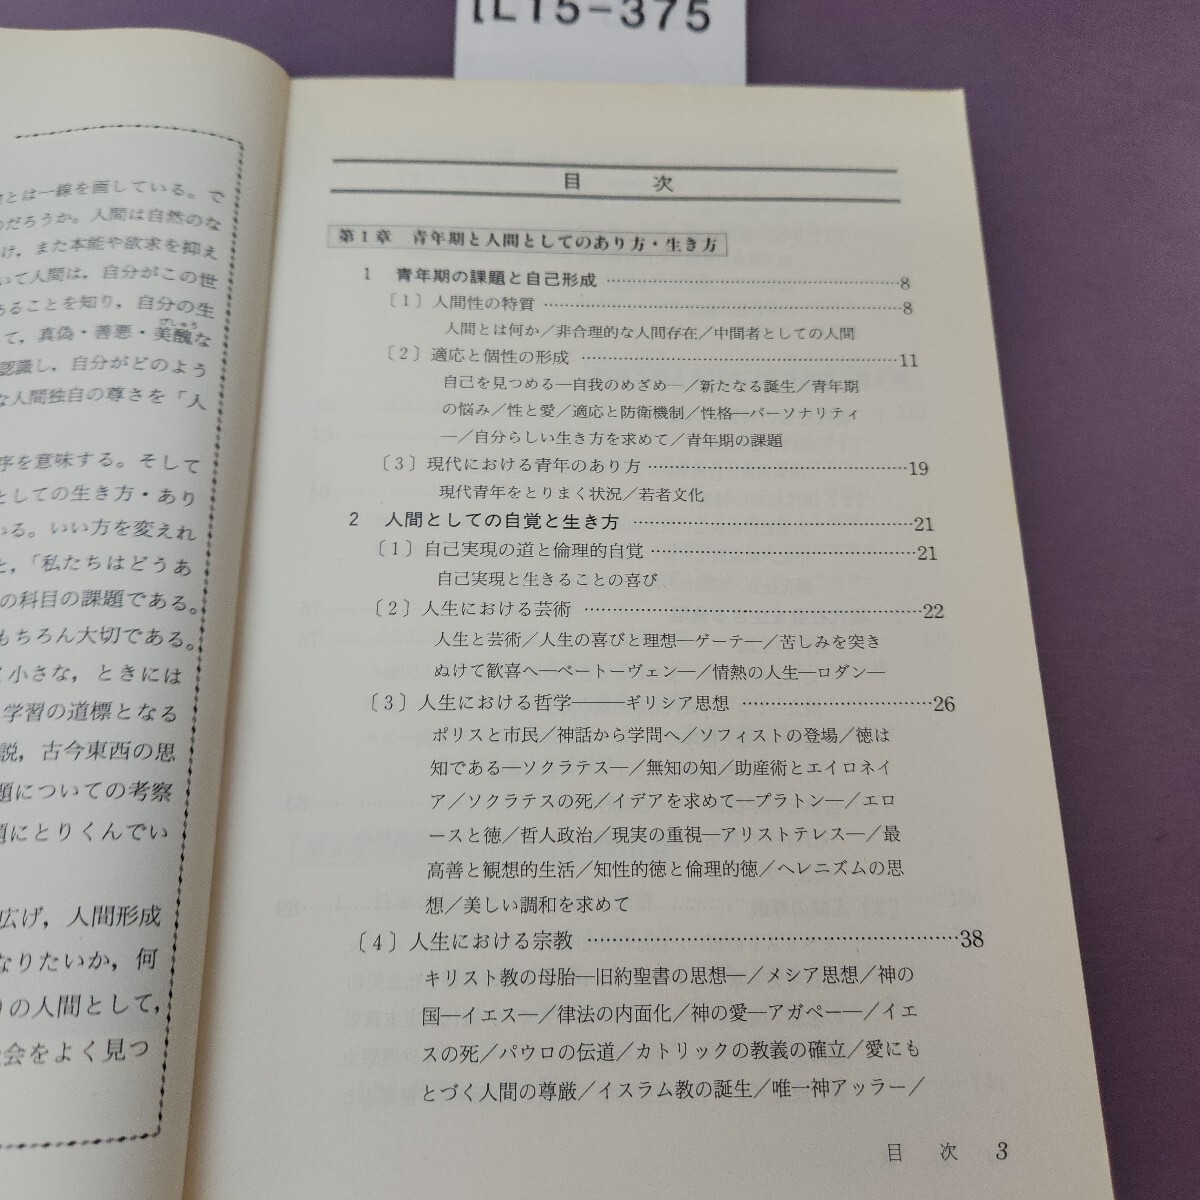 IL15-375
とは一線を画している。で
のだろうか。人間は自然のな
け，また本能や欲求を抑え
いて人間は，自分がこの世
あることを知り，自分の生
て，真偽・善悪・美醜な
びしゅう
認識し，自分がどのよう
な人間独自の尊さを「人
序を意味する。そして
としての生き方・あり
いる。いい方を変えれ
と，「私たちはどうあ
の科目の課題である。
もちろん大切である。
く小さな，ときには
学習の道標となる
説，古今東西の思
題についての考察
題にとりくんでい
広げ，人間形成
なりたいか，何
りの人間として，
会をよく見つ
目　次
第1章　青年期と人間としてのあり方・生き方
1　青年期の課題と自己形成 …………………………8
〔1〕人間性の特質 …………………………8
人間とは何か／非合理的な人間存在／中間者としての人間
〔2〕適応と個性の形成 …………………………11
自己を見つめる―自我のめざめ―／新たなる誕生／青年期
の悩み／性と愛／適応と防衛機制／性格―パーソナリティ
―／自分らしい生き方を求めて／青年期の課題
〔3〕現代における青年のあり方 …………………………19
現代青年をとりまく状況／若者文化
2　人間としての自覚と生き方 …………………………21
〔1〕自己実現の道と倫理的自覚 …………………………21
自己実現と生きることの喜び
〔2〕人生における芸術 …………………………22
人生と芸術／人生の喜びと理想―ゲーテ―／苦しみを突き
ぬけて歓喜へ―ベートーヴェン―／情熱の人生―ロダン―
〔3〕人生における哲学――ギリシア思想 …………………………26
ポリスと市民／神話から学問へ／ソフィストの登場／徳は
知である―ソクラテス―／無知の知／助産術とエイロネイ
ア／ソクラテスの死／イデアを求めて―プラトン―／エロ
ースと徳／哲人政治／現実の重視―アリストテレス―／最
高善と観想的生活／知性的徳と倫理的徳／ヘレニズムの思
想／美しい調和を求めて
〔4〕人生における宗教 …………………………38
キリスト教の母胎―旧約聖書の思想―／メシア思想／神の
国―イエス―／律法の内面化／神の愛―アガペー―／イエ
スの死／パウロの伝道／カトリックの教義の確立／愛にも
とづく人間の尊厳／イスラム教の誕生／唯一神アッラー／
目　次　3